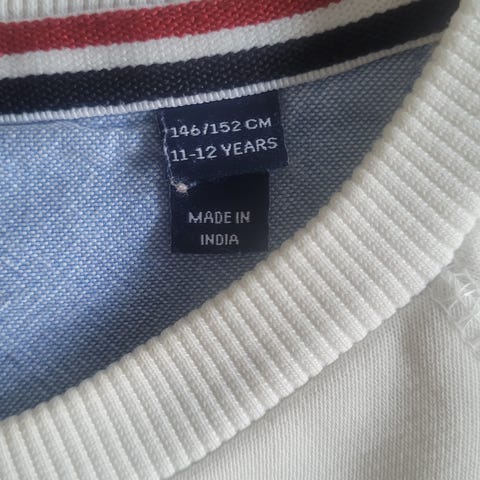 146/152 CM
11-12 YEARS
MADE IN
INDIA